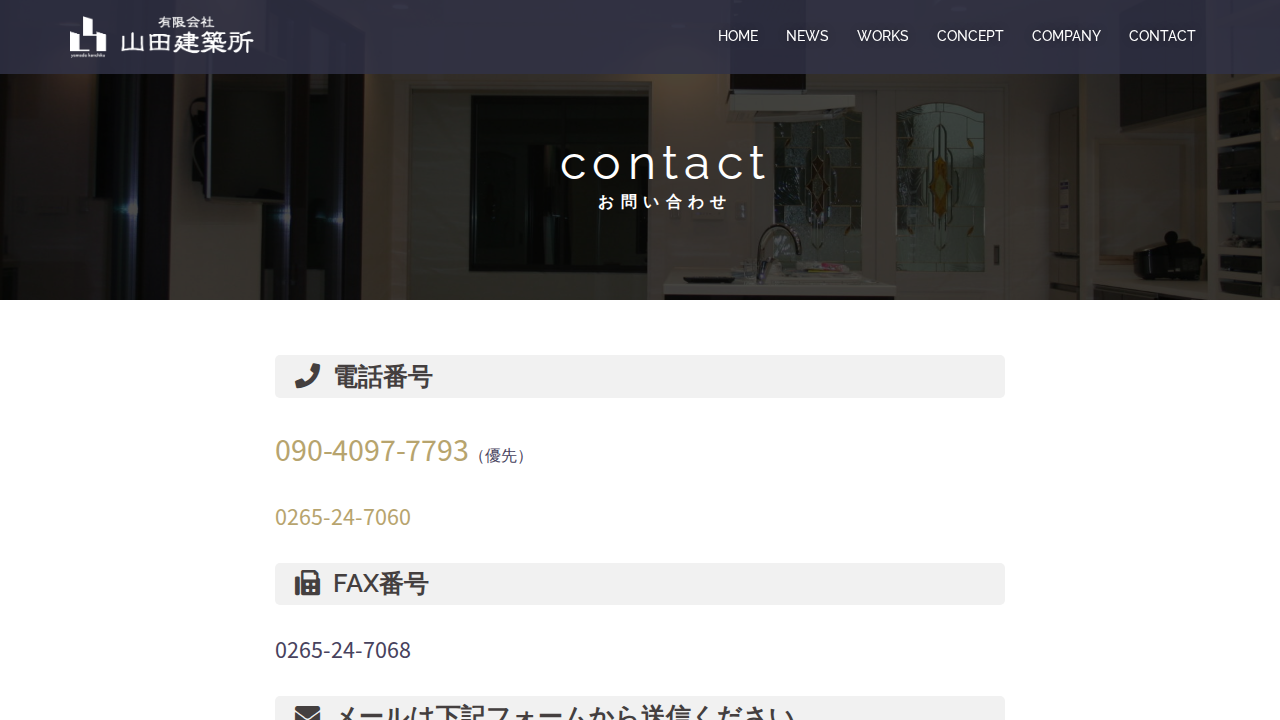 有限会社
山田建築所
yamada kenchiku
HOME NEWS WORKS CONCEPT COMPANY CONTACT
contact
お問い合わせ
電話番号
090-4097-7793（優先）
0265-24-7060
FAX番号
0265-24-7068
メールは下記フォームから送信ください